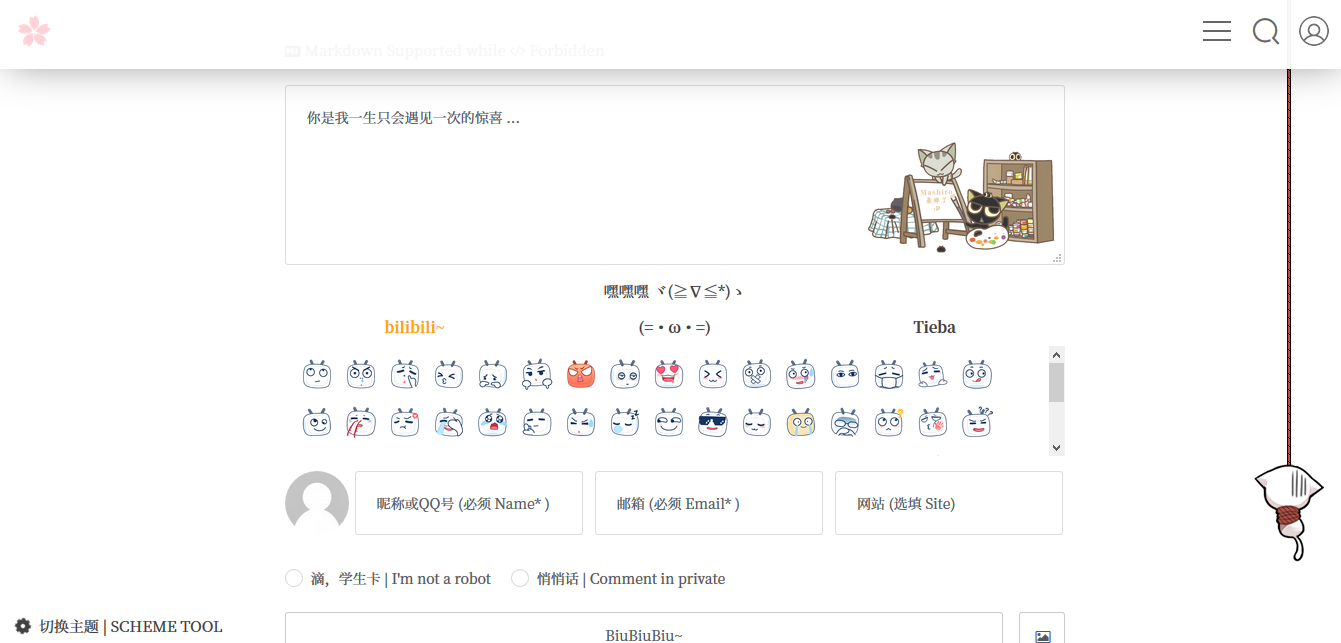 Markdown Supported while </> Forbidden
你是我一生只会遇见一次的惊喜 ...
Mashiro
最棒了
:P
嘿嘿嘿 ヾ(≧∇≦*)ゝ
bilibili~
(=・ω・=)
Tieba
昵称或QQ号 (必须 Name* )
邮箱 (必须 Email* )
网站 (选填 Site)
滴，学生卡 | I'm not a robot
悄悄话 | Comment in private
切换主题 | SCHEME TOOL
BiuBiuBiu~